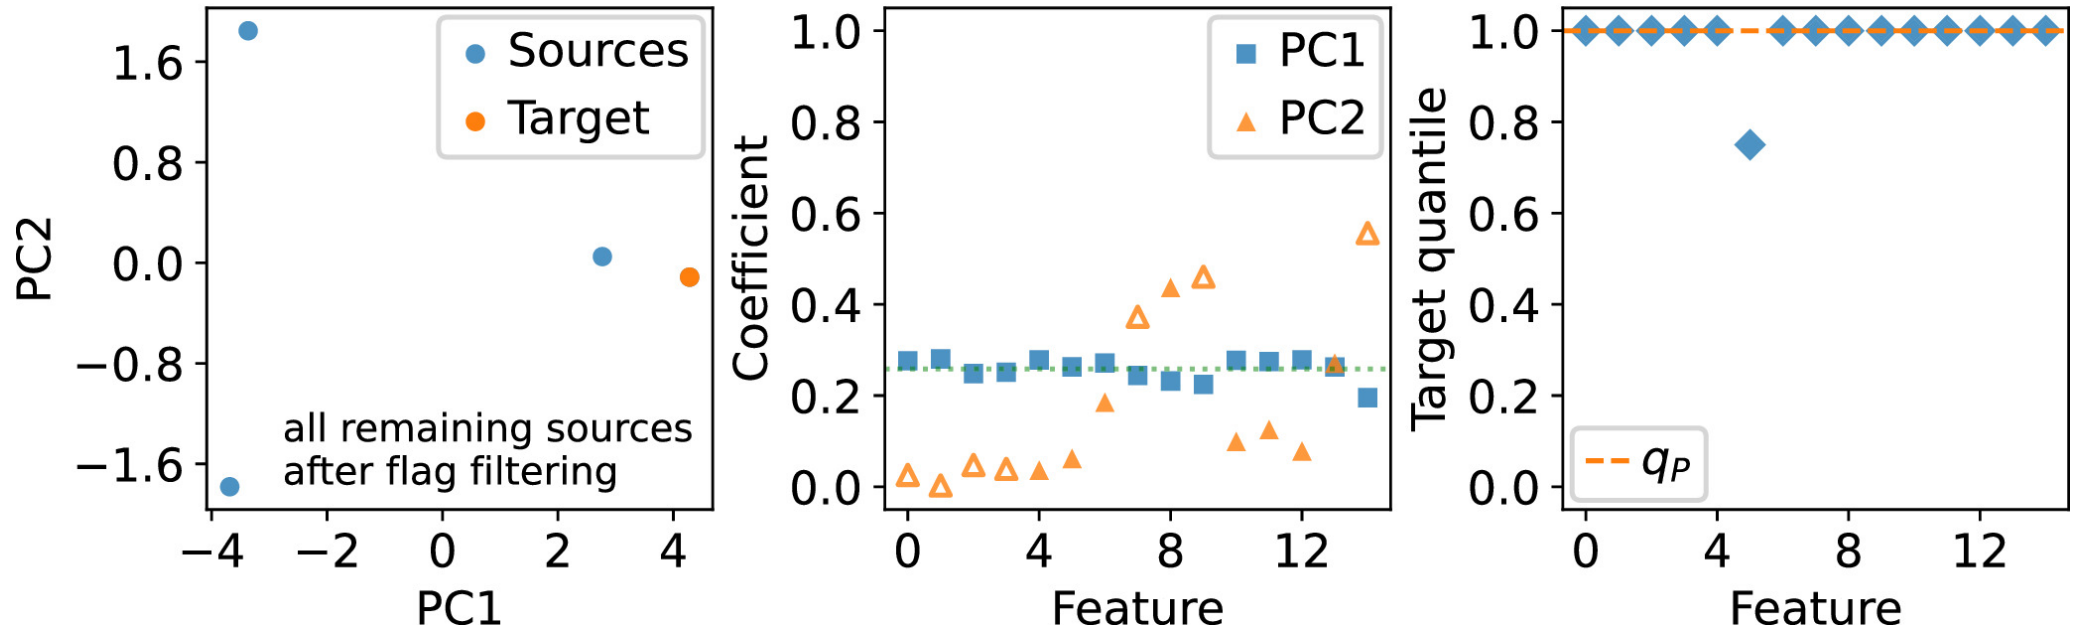 PC2
1.6
0.8
0.0
−0.8
−1.6
Sources
Target
all remaining sources
after flag filtering
−4 −2 0 2 4
PC1
Coefficient
1.0
0.8
0.6
0.4
0.2
0.0
PC1
PC2
0 4 8 12
Feature
Target quantile
1.0
0.8
0.6
0.4
0.2
0.0
qP
0 4 8 12
Feature